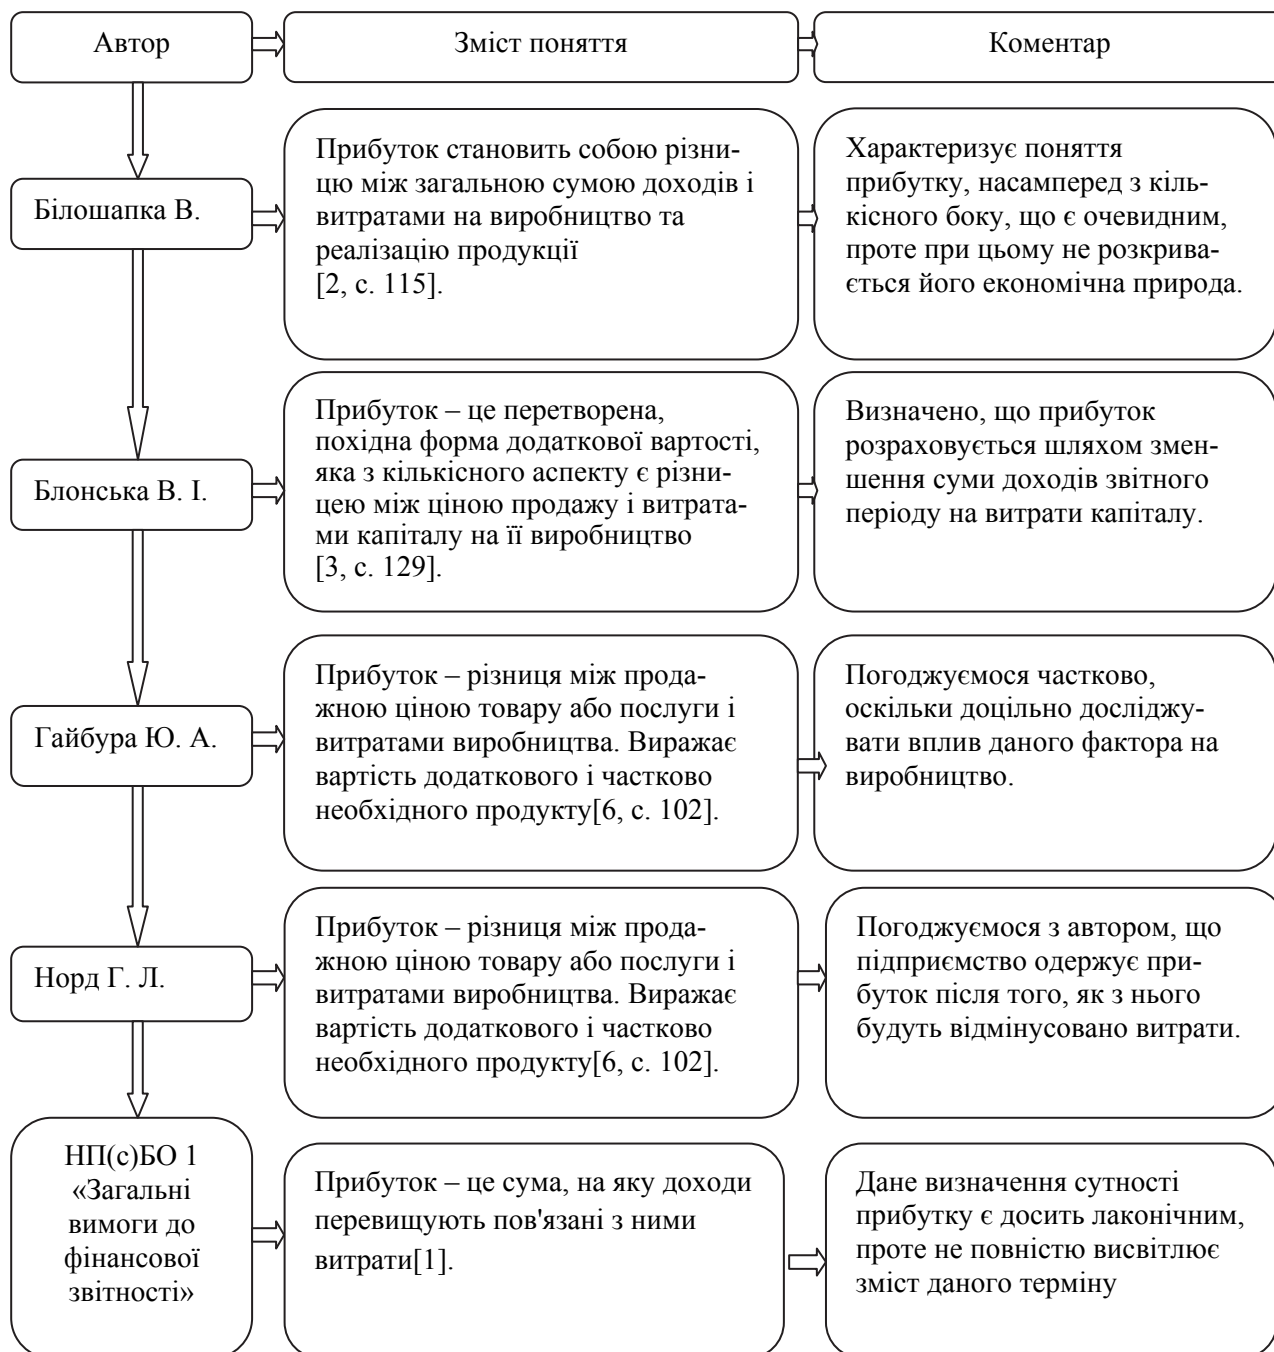 Автор
Зміст поняття
Коментар
Білошапка В.
Прибуток становить собою різни-
цю між загальною сумою доходів і
витратами на виробництво та
реалізацію продукції
[2, с. 115].
Характеризує поняття
прибутку, насамперед з кіль-
кісного боку, що є очевидним,
проте при цьому не розкрива-
ється його економічна природа.
Блонська В. І.
Прибуток – це перетворена,
похідна форма додаткової вартості,
яка з кількісного аспекту є різни-
цею між ціною продажу і витрата-
ми капіталу на її виробництво
[3, с. 129].
Визначено, що прибуток
розраховується шляхом змен-
шення суми доходів звітного
періоду на витрати капіталу.
Гайбура Ю. А.
Прибуток – різниця між прода-
жною ціною товару або послуги і
витратами виробництва. Виражає
вартість додаткового і частково
необхідного продукту[6, с. 102].
Погоджуємося частково,
оскільки доцільно досліджу-
вати вплив даного фактора на
виробництво.
Норд Г. Л.
Прибуток – різниця між прода-
жною ціною товару або послуги і
витратами виробництва. Виражає
вартість додаткового і частково
необхідного продукту[6, с. 102].
Погоджуємося з автором, що
підприємство одержує при-
буток після того, як з нього
будуть відмінусовано витрати.
НП(с)БО 1
«Загальні
вимоги до
фінансової
звітності»
Прибуток – це сума, на яку доходи
перевищують пов'язані з ними
витрати[1].
Дане визначення сутності
прибутку є досить лаконічним,
проте не повністю висвітлює
зміст даного терміну